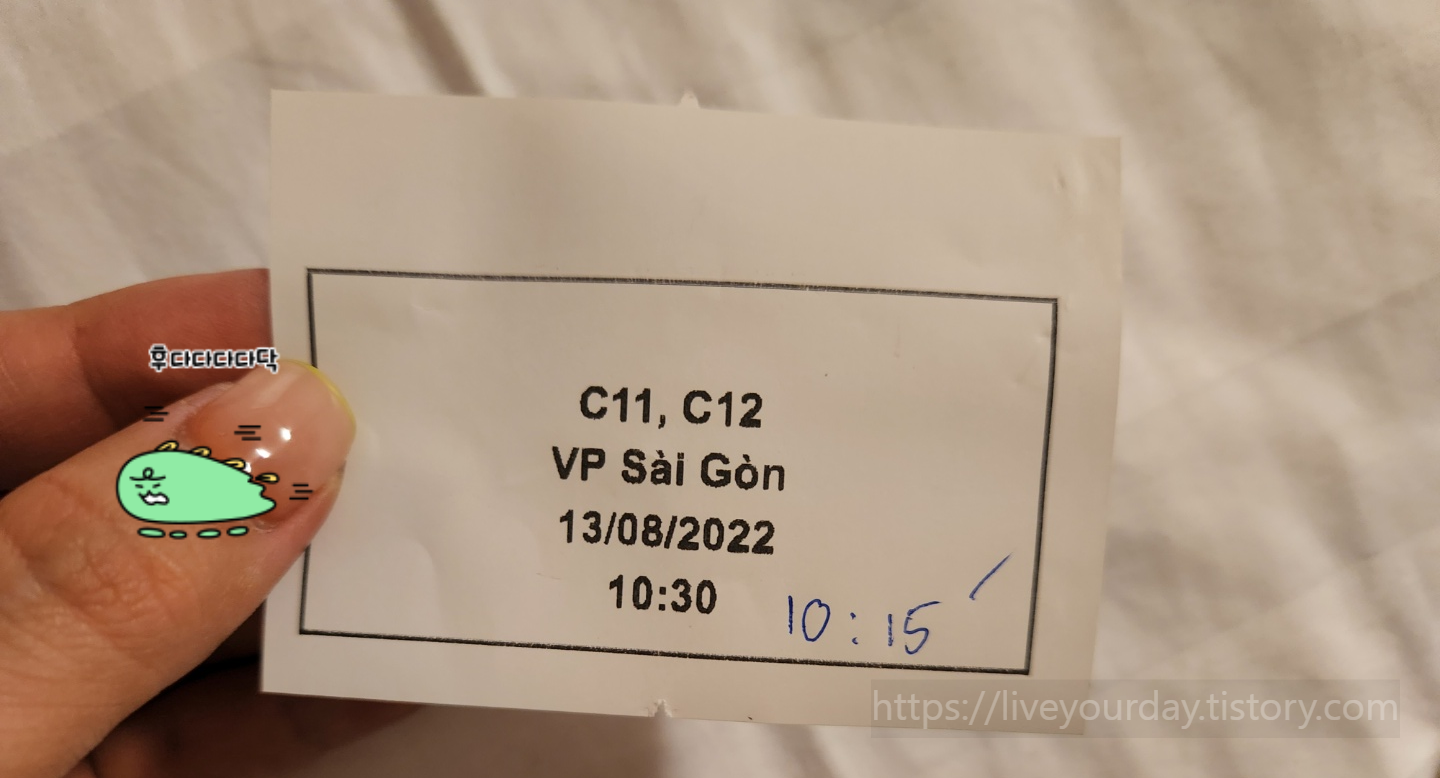 후다다다다닥
C11, C12
VP Sài Gòn
13/08/2022
10:30 10:15
https://liveyourday.tistory.com